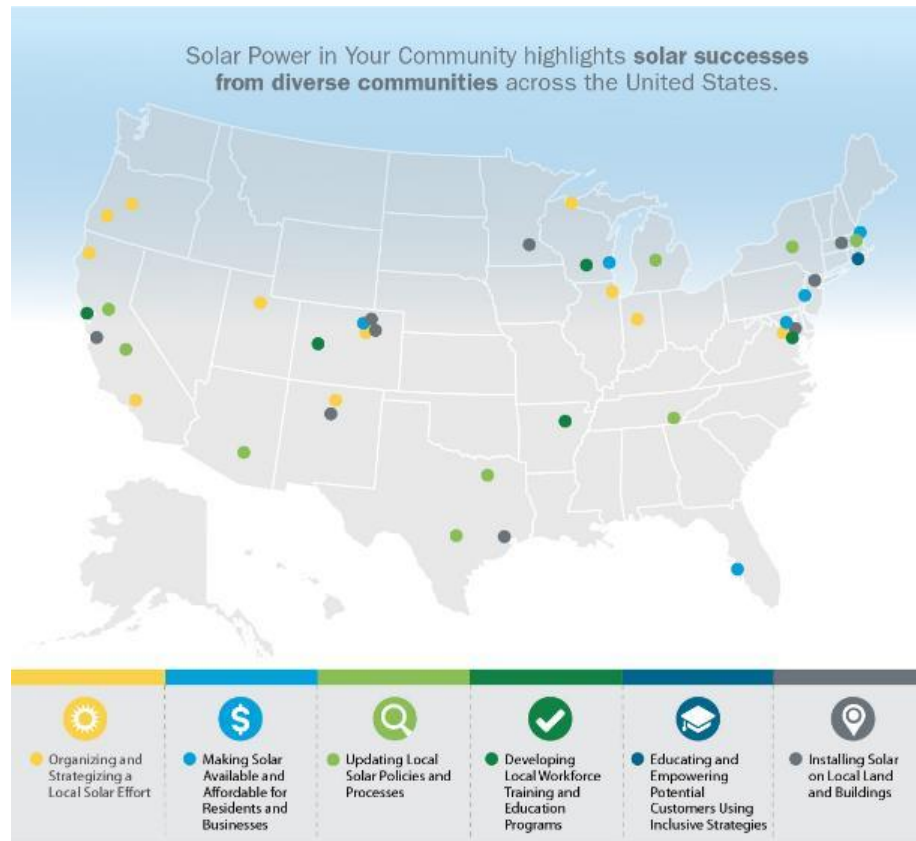 Solar Power in Your Community highlights solar successes
from diverse communities across the United States.
$
Organizing and
Strategizing a
Local Solar Effort
Making Solar
Available and
Affordable for
Residents and
Businesses
Updating Local
Solar Policies and
Processes
Developing
Local Workforce
Training and
Education
Programs
Educating and
Empowering
Potential
Customers Using
Inclusive Strategies
Installing Solar
on Local Land
and Buildings